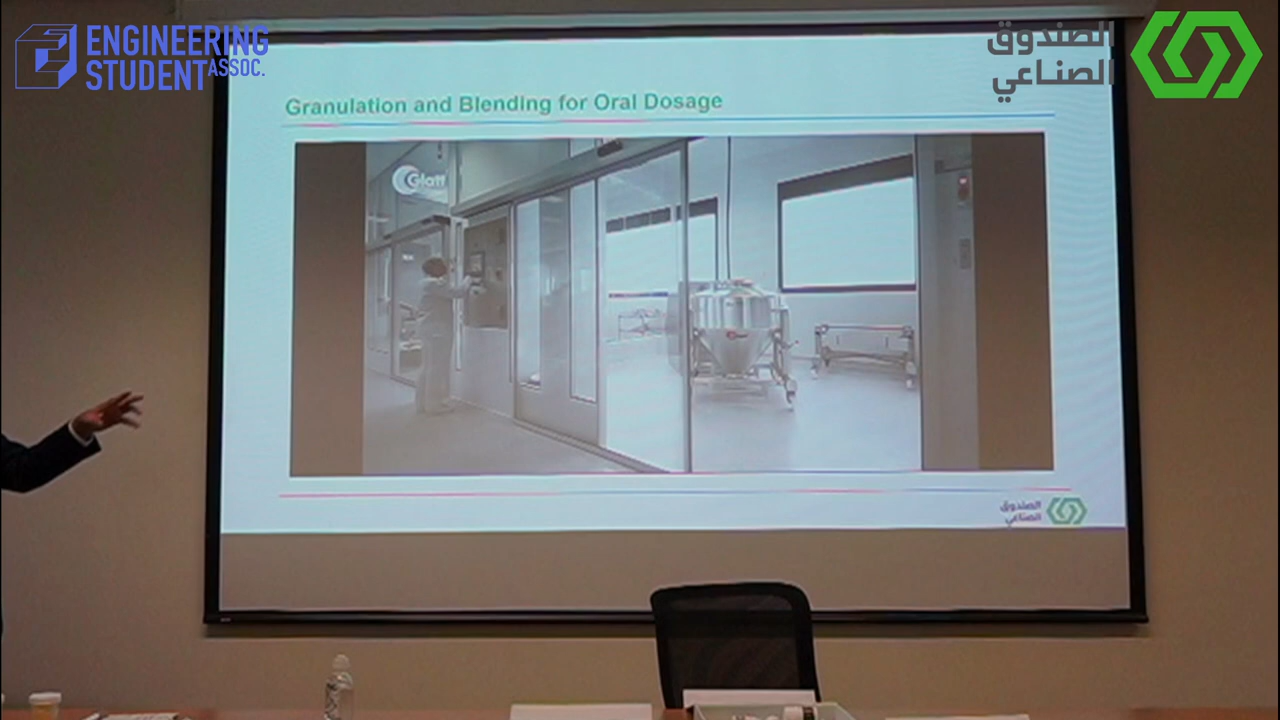 ENGINEERING
STUDENT ASSOC.
الصندوق
الصناعي
Granulation and Blending for Oral Dosage
Glatt
الصندوق
الصناعي